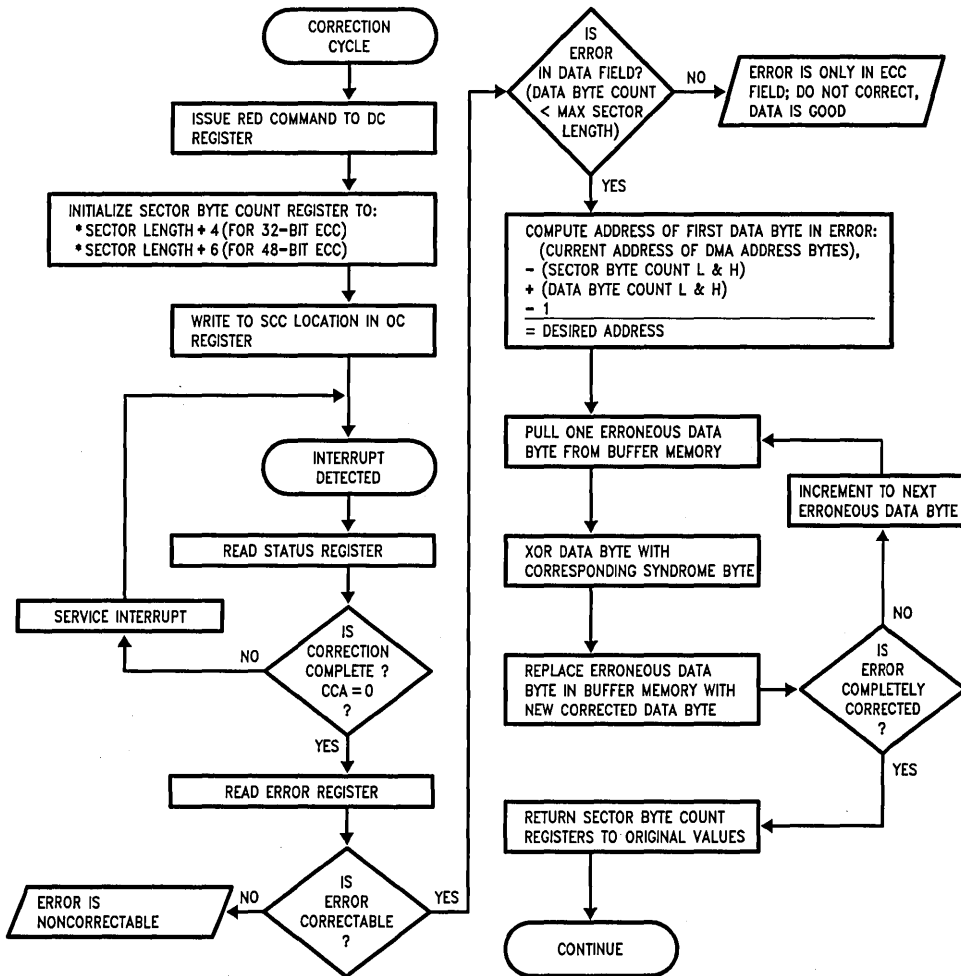 CORRECTION
CYCLE
ISSUE RED COMMAND TO DC
REGISTER
INITIALIZE SECTOR BYTE COUNT REGISTER TO:
* SECTOR LENGTH + 4 (FOR 32-BIT ECC)
* SECTOR LENGTH + 6 (FOR 48-BIT ECC)
WRITE TO SCC LOCATION IN OC
REGISTER
INTERRUPT
DETECTED
READ STATUS REGISTER
SERVICE INTERRUPT
NO
IS
CORRECTION
COMPLETE ?
CCA = 0
?
YES
READ ERROR REGISTER
ERROR IS
NONCORRECTABLE
NO
IS
ERROR
CORRECTABLE
?
YES
IS
ERROR
IN DATA FIELD?
(DATA BYTE COUNT
< MAX SECTOR
LENGTH)
NO
ERROR IS ONLY IN ECC
FIELD; DO NOT CORRECT,
DATA IS GOOD
YES
COMPUTE ADDRESS OF FIRST DATA BYTE IN ERROR:
(CURRENT ADDRESS OF DMA ADDRESS BYTES),
- (SECTOR BYTE COUNT L & H)
+ (DATA BYTE COUNT L & H)
- 1
= DESIRED ADDRESS
PULL ONE ERRONEOUS DATA
BYTE FROM BUFFER MEMORY
INCREMENT TO NEXT
ERRONEOUS DATA BYTE
XOR DATA BYTE WITH
CORRESPONDING SYNDROME BYTE
NO
REPLACE ERRONEOUS DATA
BYTE IN BUFFER MEMORY WITH
NEW CORRECTED DATA BYTE
IS
ERROR
COMPLETELY
CORRECTED
?
YES
RETURN SECTOR BYTE COUNT
REGISTERS TO ORIGINAL VALUES
CONTINUE